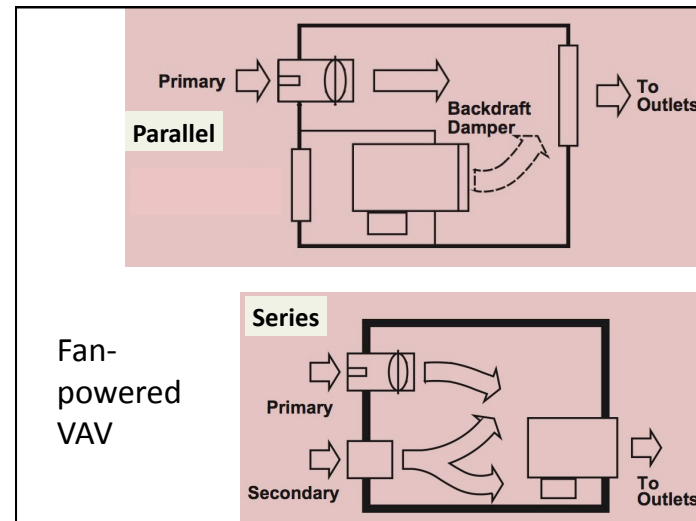 Primary
To
Outlets
Backdraft
Damper
Parallel
Series
Fan-
powered
VAV
Primary
Secondary
To
Outlets